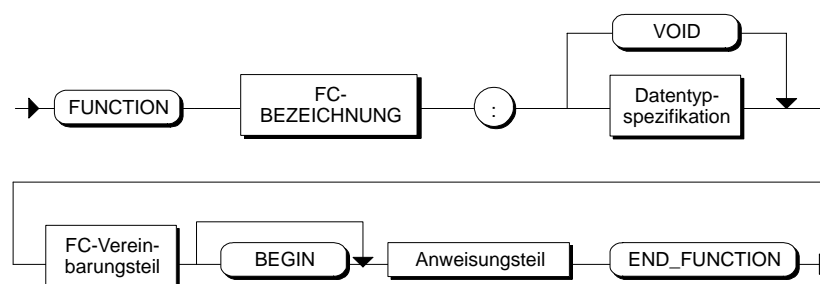 VOID
FUNCTION
FC-
BEZEICHNUNG
:
Datentyp-
spezifikation
FC-Verein-
barungsteil
BEGIN
Anweisungsteil
END_FUNCTION